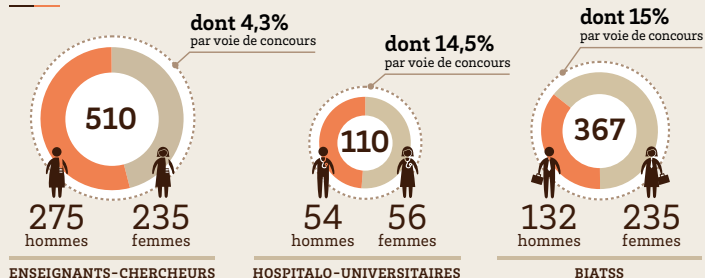 dont 4,3%
par voie de concours
510
275
hommes
235
femmes
ENSEIGNANTS-CHERCHEURS
dont 14,5%
par voie de concours
110
54
hommes
56
femmes
HOSPITALO-UNIVERSITAIRES
dont 15%
par voie de concours
367
132
hommes
235
femmes
BIATSS